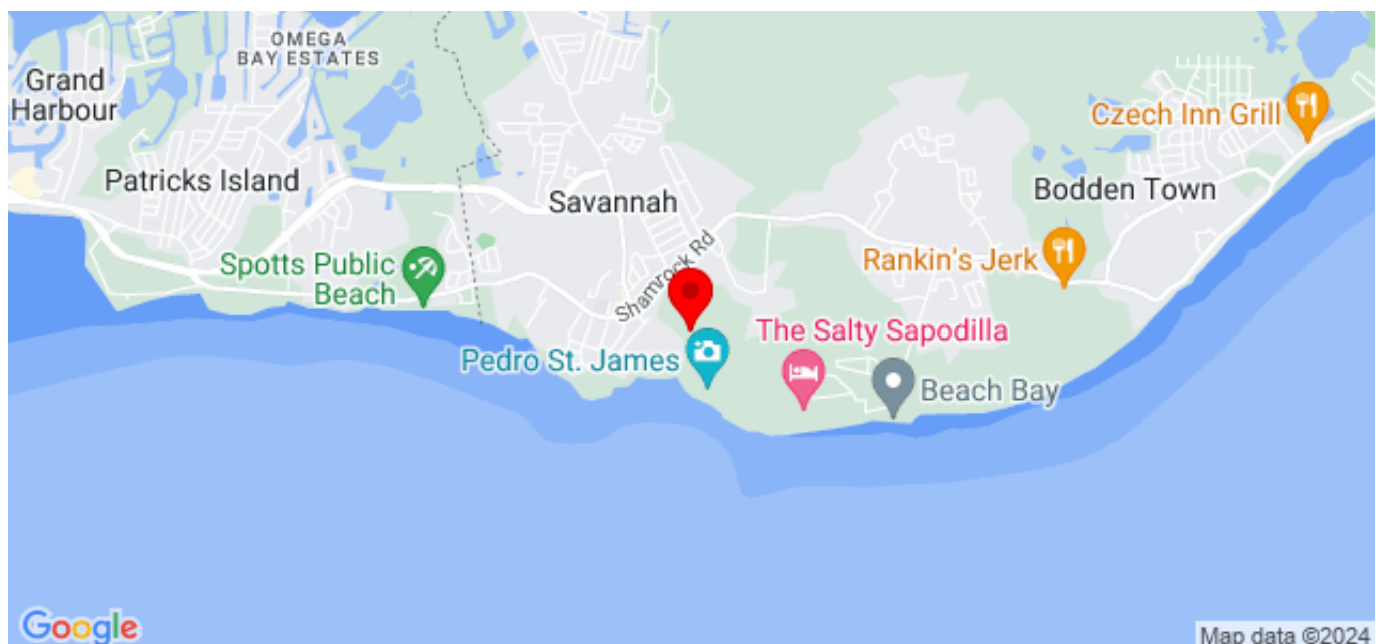 OMEGA
BAY ESTATES
Grand
Harbour
Czech Inn Grill
Patricks Island
Savannah
Bodden Town
Shamrock Rd
Spotts Public
Beach
Rankin's Jerk
The Salty Sapodilla
Pedro St. James
Beach Bay
Google
Map data ©2024